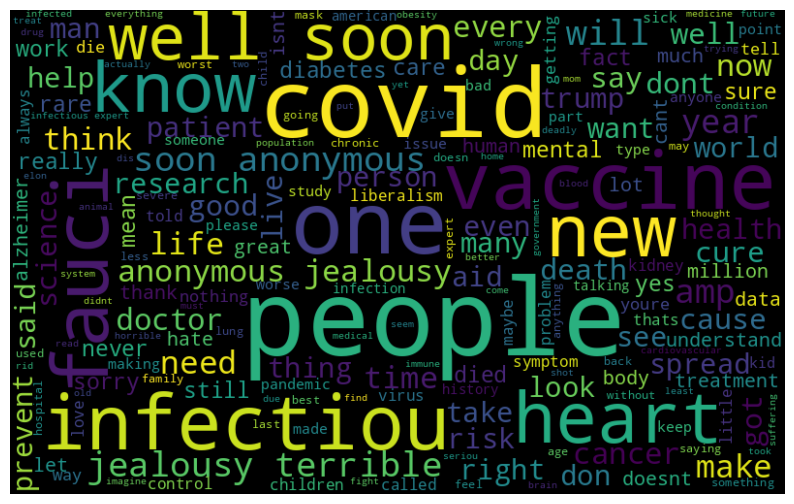 infected everything obesity mask american sick medicine future
treat man well soon every will well point
drug work die isnt getting wrong trying
actually worst two child day much tell
know covid diabetes care fact say dont now
help bad trump anyone mom sure
always rare infectious expert going put yet part cant condition
think patient someone population chronic give issue deadly want year
really soon anonymous doesn human home mental type may world
elon dis severe research person vaccine lot blood
alzheimer fauci science mean told study liberalism one even new thought
animal good live please expert government health
less life great better many death cure
system anonymous jealousy aid kidney million
said didnt thank nothing worse infection come talking yes amp data
prevent used must doctor people maybe problem youre thats cause
horrible lung seem anything see understand
read never hate medical immune cardiovascular
rid making need thing time symptom spread kid
hospital sorry family pandemic died look shot back body treatment
love old still due virus history without least little suffering
infectiou find best take heart keep got took
last made risk cancer make
let jealousy terrible seriou right don age saying doesnt
way imagine control children fight called feel brain something